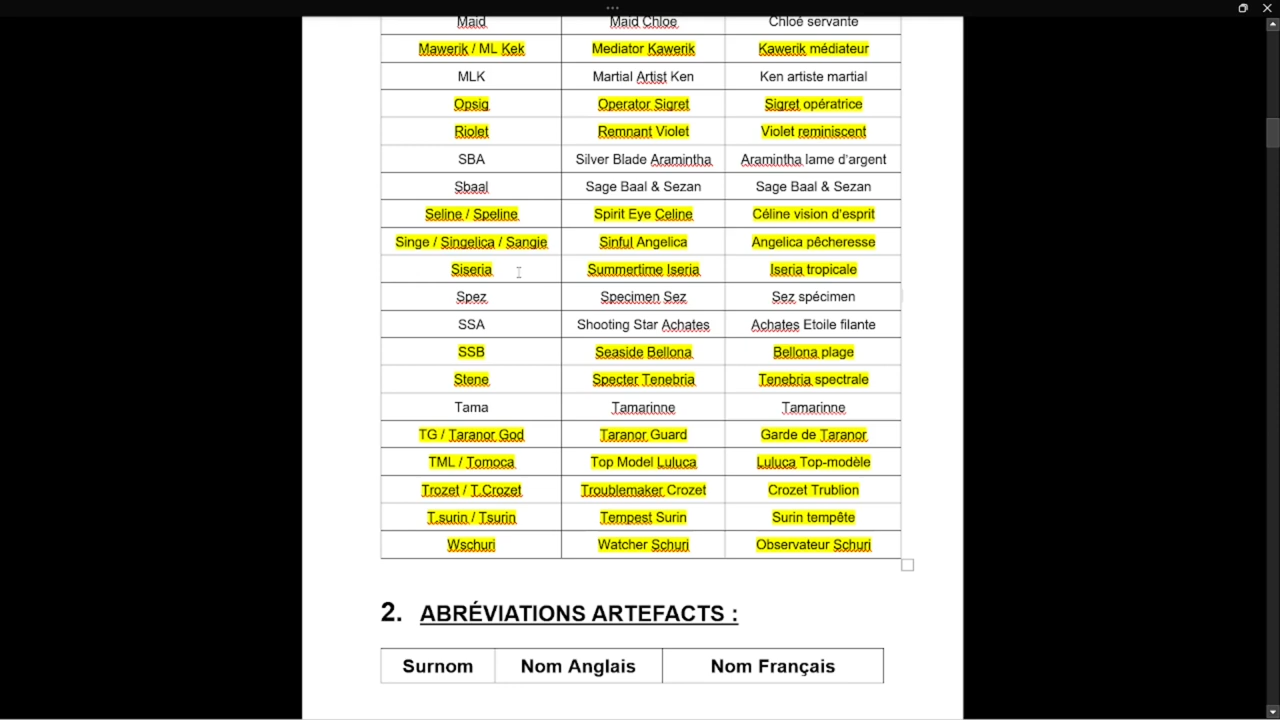 Maid Maid Chloe Chloé servante
Mawerik / ML Kek Mediator Kawerik Kawerik médiateur
MLK Martial Artist Ken Ken artiste martial
Opsig Operator Sigret Sigret opératrice
Riolet Remnant Violet Violet reminiscent
SBA Silver Blade Aramintha Aramintha lame d'argent
Sbaal Sage Baal & Sezan Sage Baal & Sezan
Seline / Speline Spirit Eye Celine Céline vision d'esprit
Singe / Singelica / Sangie Sinful Angelica Angelica pêcheresse
Siseria Summertime Iseria Iseria tropicale
Spez Specimen Sez Sez spécimen
SSA Shooting Star Achates Achates Etoile filante
SSB Seaside Bellona Bellona plage
Stene Specter Tenebria Tenebria spectrale
Tama Tamarinne Tamarinne
TG / Taranor God Taranor Guard Garde de Taranor
TML / Tomoca Top Model Luluca Luluca Top-modèle
Trozet / T.Crozet Troublemaker Crozet Crozet Trublion
T.surin / Tsurin Tempest Surin Surin tempête
Wschuri Watcher Schuri Observateur Schuri
2. ABRÉVIATIONS ARTEFACTS :
Surnom Nom Anglais Nom Français